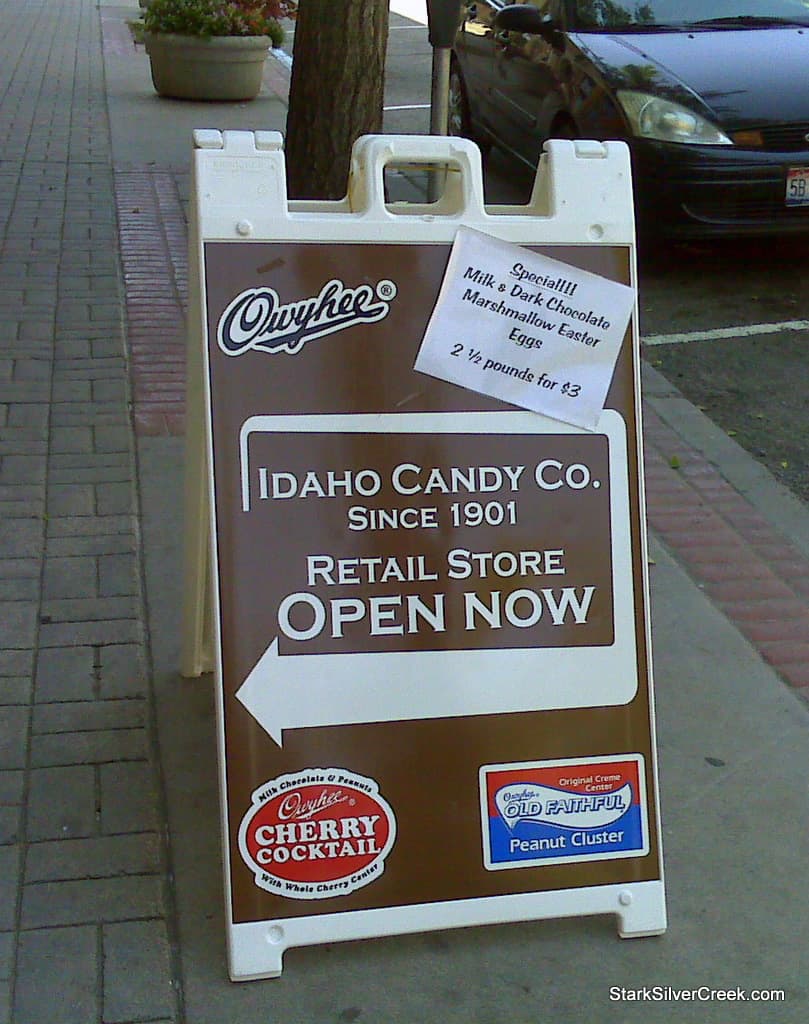 Owyhee®
Special!!!!
Milk & Dark Chocolate
Marshmallow Easter
Eggs
2 ½ pounds for $3
IDAHO CANDY CO.
SINCE 1901
RETAIL STORE
OPEN NOW
Milk Chocolate & Peanuts
Owyhee®
CHERRY
COCKTAIL
With Whole Cherry Center
Original Creme
Center
Owyhee
OLD FAITHFUL
Peanut Cluster
5B
StarkSilverCreek.com